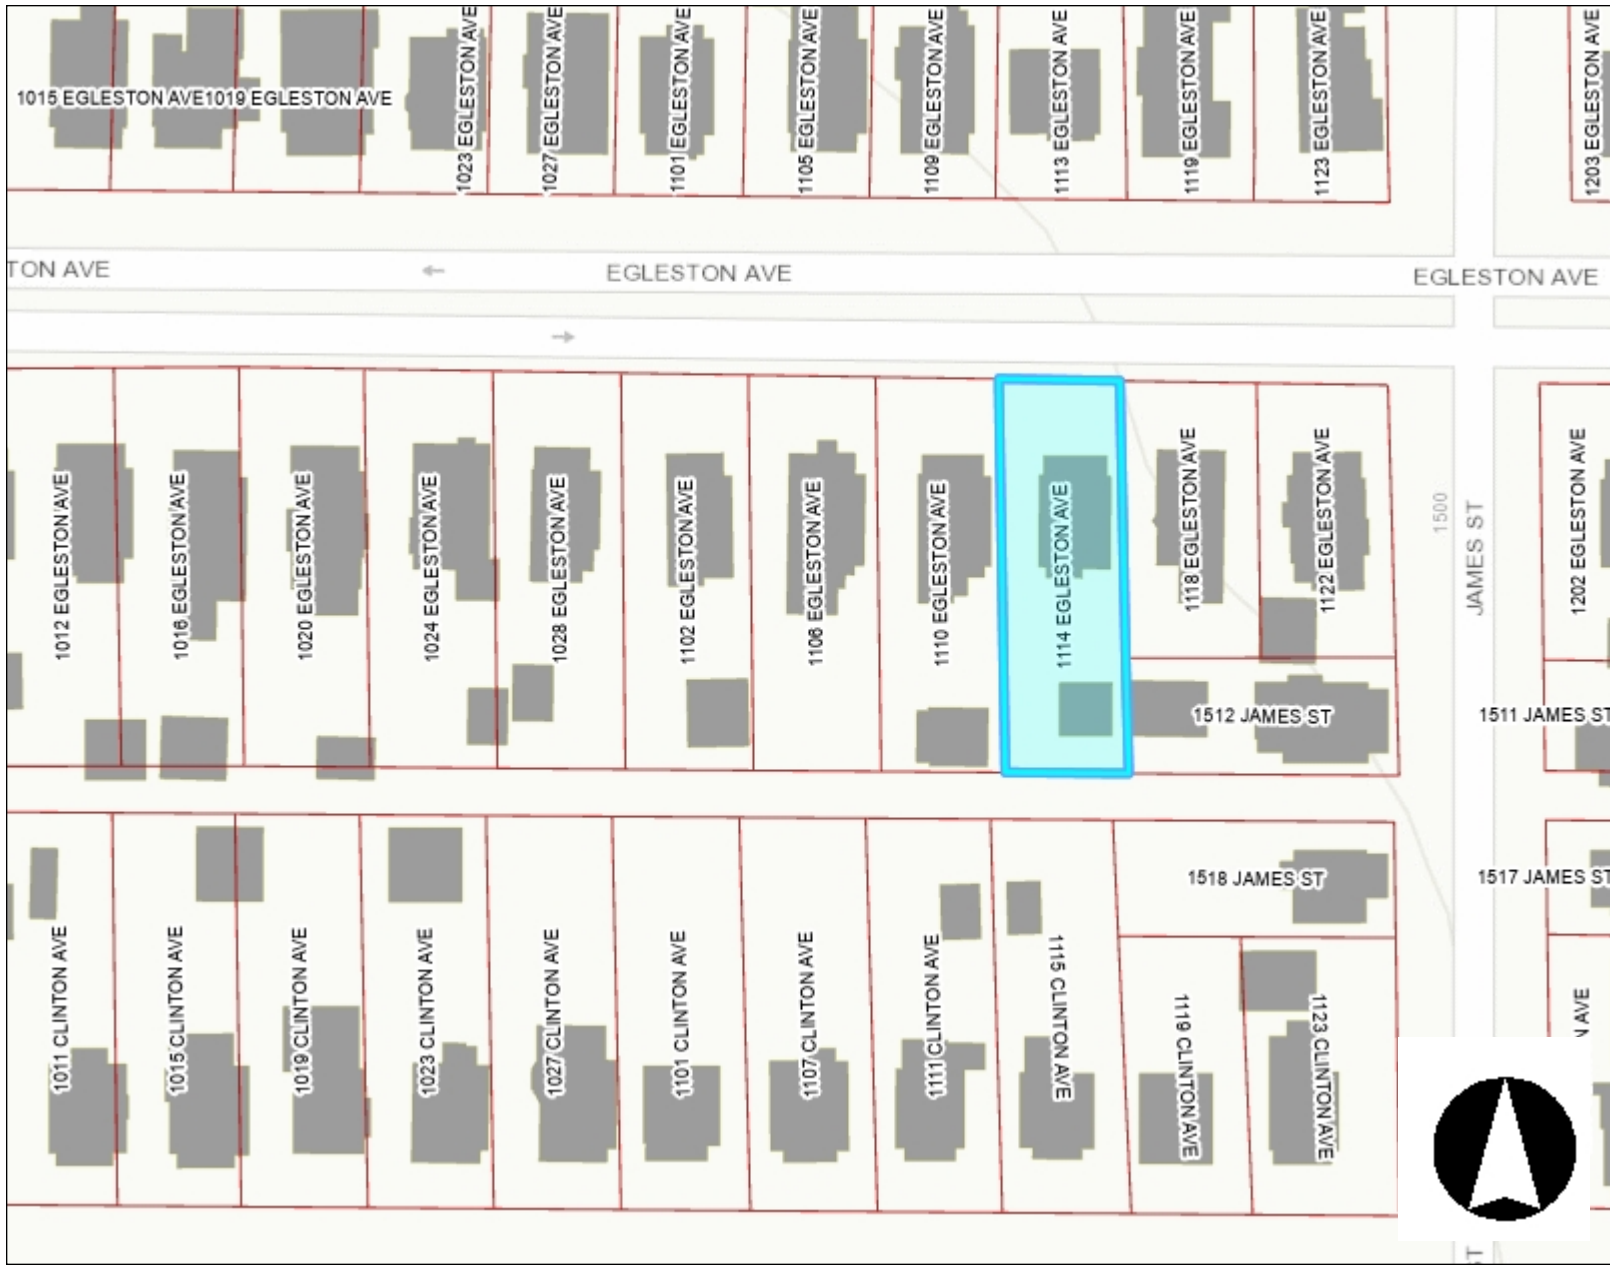 1015 EGLESTON AVE
1019 EGLESTON AVE
1023 EGLESTON AVE
1027 EGLESTON AVE
1101 EGLESTON AVE
1105 EGLESTON AVE
1109 EGLESTON AVE
1113 EGLESTON AVE
1119 EGLESTON AVE
1123 EGLESTON AVE
1203 EGLESTON AVE
TON AVE
EGLESTON AVE
EGLESTON AVE
1012 EGLESTON AVE
1016 EGLESTON AVE
1020 EGLESTON AVE
1024 EGLESTON AVE
1028 EGLESTON AVE
1102 EGLESTON AVE
1106 EGLESTON AVE
1110 EGLESTON AVE
1114 EGLESTON AVE
1118 EGLESTON AVE
1122 EGLESTON AVE
1500
JAMES ST
1202 EGLESTON AVE
1512 JAMES ST
1511 JAMES ST
1518 JAMES ST
1517 JAMES ST
1011 CLINTON AVE
1015 CLINTON AVE
1019 CLINTON AVE
1023 CLINTON AVE
1027 CLINTON AVE
1101 CLINTON AVE
1107 CLINTON AVE
1111 CLINTON AVE
1115 CLINTON AVE
1119 CLINTON AVE
1123 CLINTON AVE
N AVE
ST